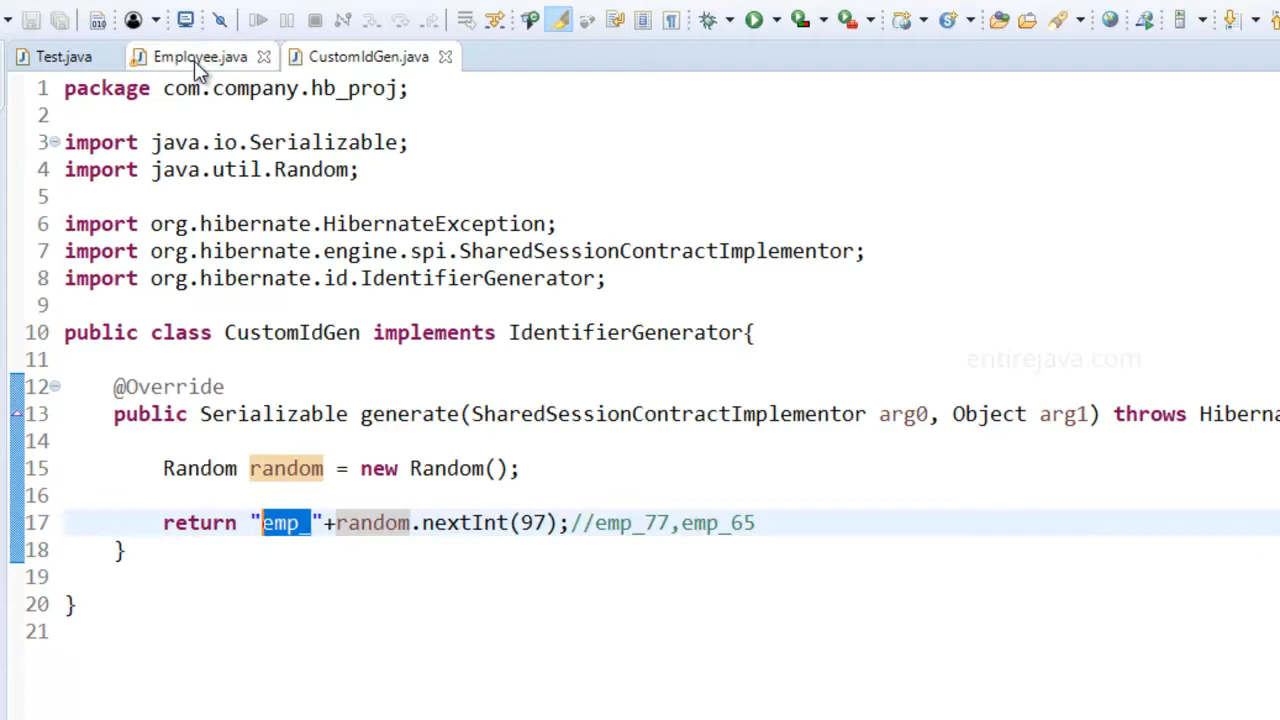 Test.java Employee.java CustomIdGen.java
1 package com.company.hb_proj;
2
3 import java.io.Serializable;
4 import java.util.Random;
5
6 import org.hibernate.HibernateException;
7 import org.hibernate.engine.spi.SharedSessionContractImplementor;
8 import org.hibernate.id.IdentifierGenerator;
9
10 public class CustomIdGen implements IdentifierGenerator{
11
entirejava.com
12 @Override
13 public Serializable generate(SharedSessionContractImplementor arg0, Object arg1) throws Hiberna
14
15 Random random = new Random();
16
17 return "emp_"+random.nextInt(97);//emp_77,emp_65
18 }
19
20 }
21